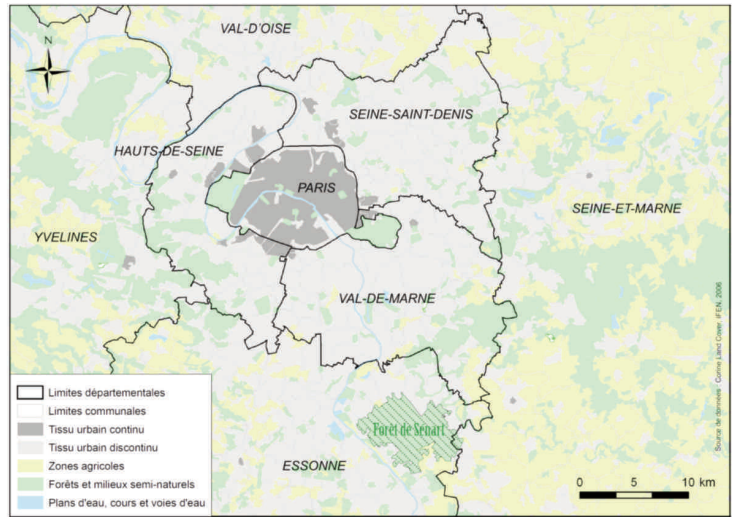 VAL-D'OISE
N
SEINE-SAINT-DENIS
HAUTS-DE-SEINE
PARIS
SEINE-ET-MARNE
YVELINES
VAL-DE-MARNE
Source de données : Corine Land Cover, IFEN, 2006
Limites départementales
Limites communales
Tissu urbain continu
Tissu urbain discontinu
Zones agricoles
Forêts et milieux semi-naturels
Plans d'eau, cours et voies d'eau
Forêt de Sénart
ESSONNE
0 5 10 km